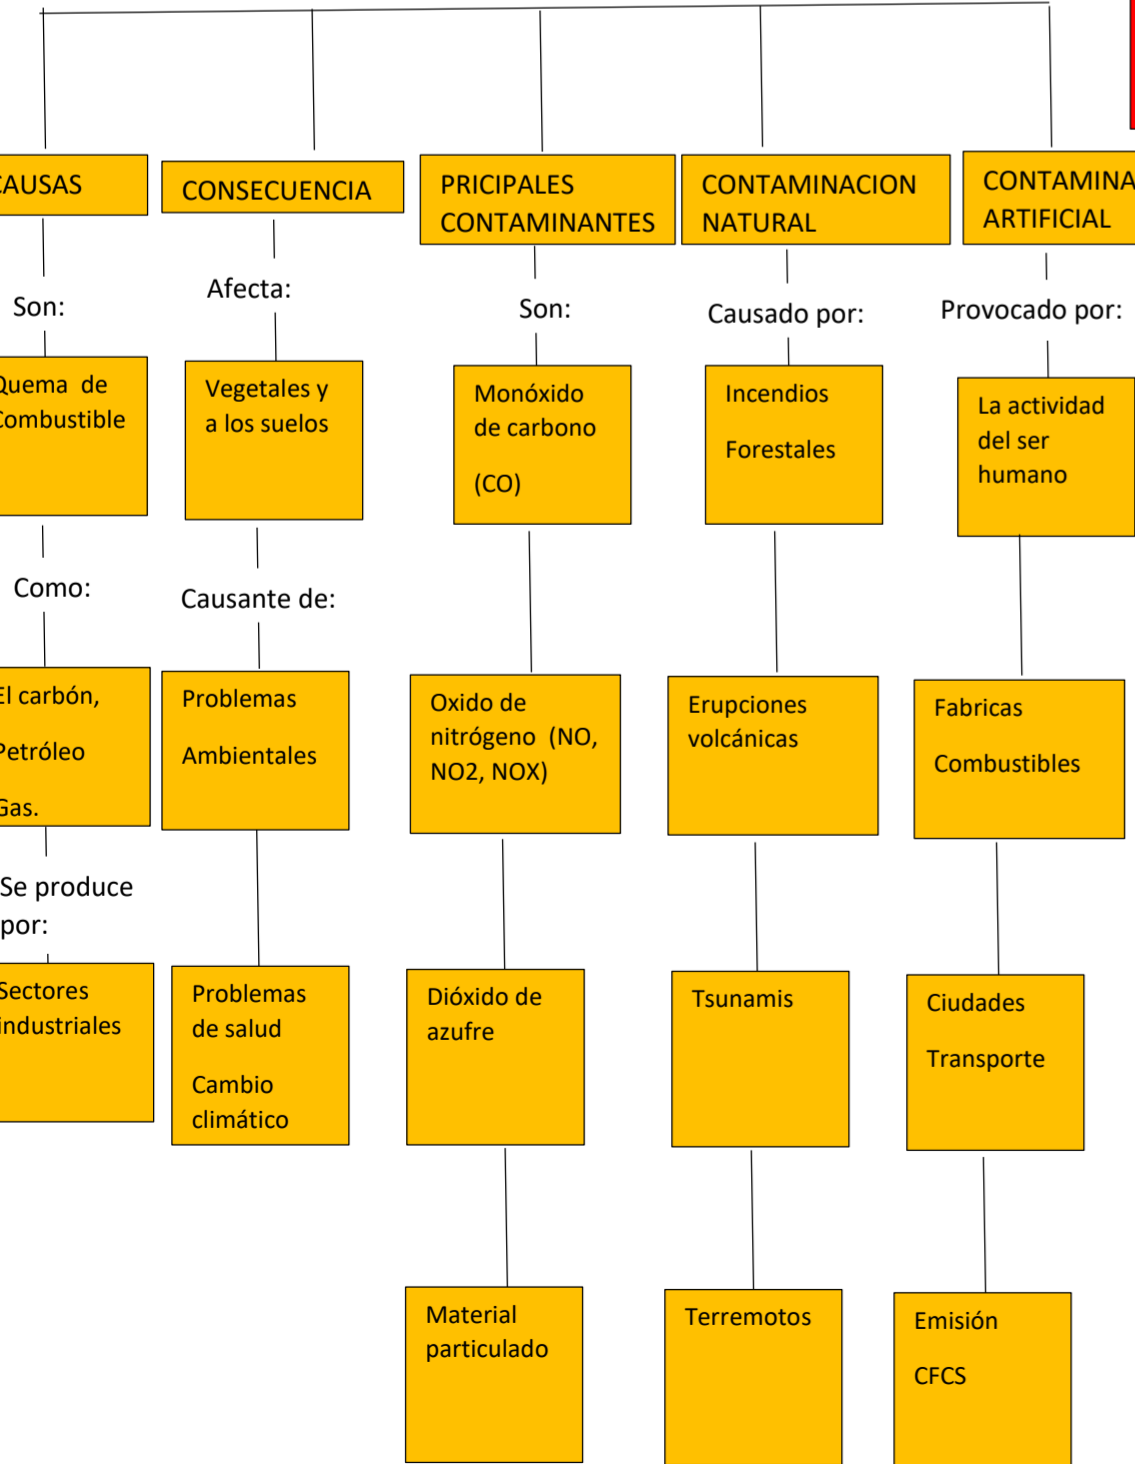 CAUSAS
Son:
Quema de
Combustible
Como:
El carbón,
Petróleo
Gas.
Se produce
por:
Sectores
industriales
CONSECUENCIA
Afecta:
Vegetales y
a los suelos
Causante de:
Problemas
Ambientales
Problemas
de salud
Cambio
climático
PRICIPALES
CONTAMINANTES
Son:
Monóxido
de carbono
(CO)
Oxido de
nitrógeno (NO,
NO2, NOX)
Dióxido de
azufre
Material
particulado
CONTAMINACION
NATURAL
Causado por:
Incendios
Forestales
Erupciones
volcánicas
Tsunamis
Terremotos
CONTAMINA
ARTIFICIAL
Provocado por:
La actividad
del ser
humano
Fabricas
Combustibles
Ciudades
Transporte
Emisión
CFCS